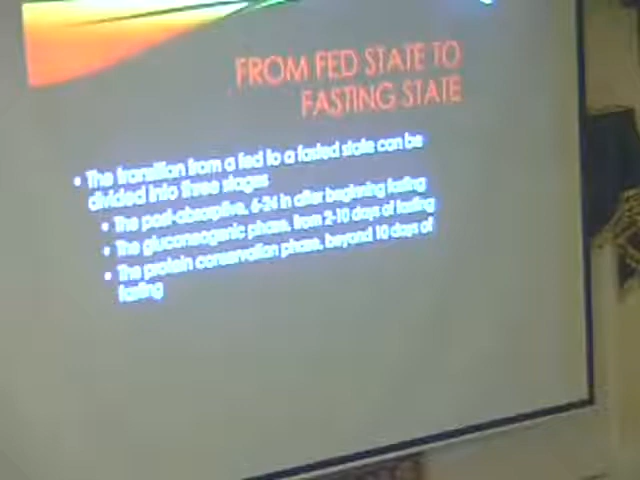 FROM FED STATE TO
FASTING STATE
• The transition from a fed to a fasted state can be
divided into three stages
• The post-absorptive, 6-24 h after beginning fasting
• The gluconeogenic phase, from 2-10 days of fasting
• The protein conservation phase, beyond 10 days of
fasting